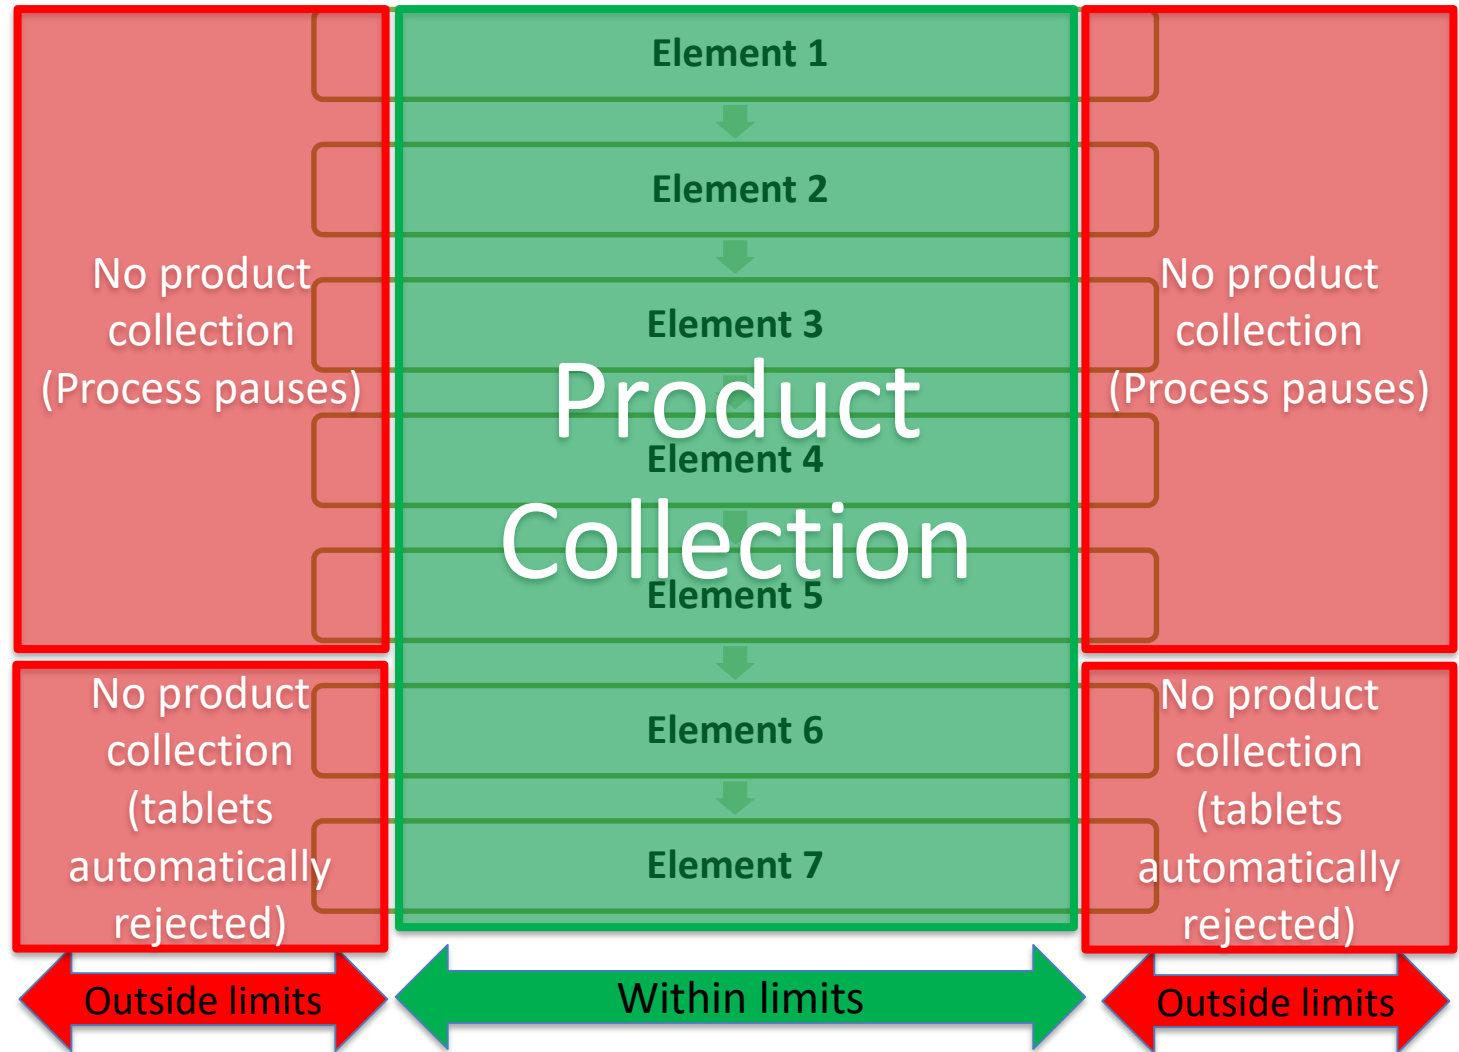 Element 1
Element 2
Element 3
Element 4
Element 5
Element 6
Element 7
Product
Collection
No product
collection
(Process pauses)
No product
collection
(tablets
automatically
rejected)
No product
collection
(Process pauses)
No product
collection
(tablets
automatically
rejected)
Outside limits
Within limits
Outside limits